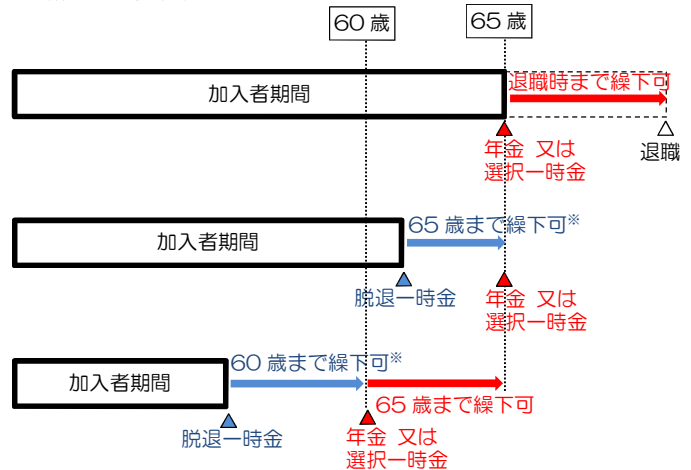 60 歳
65 歳
加入者期間
退職時まで繰下可
年金 又は
選択一時金
退職
加入者期間
65 歳まで繰下可※
脱退一時金
年金 又は
選択一時金
加入者期間
60 歳まで繰下可※
65 歳まで繰下可
脱退一時金
年金 又は
選択一時金